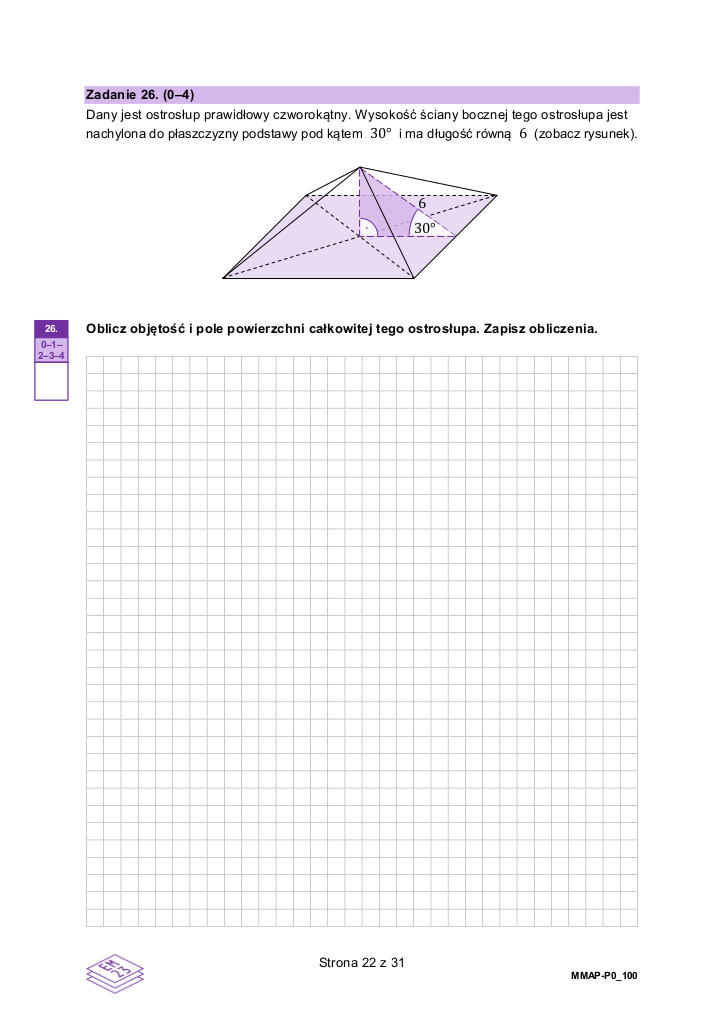 Zadanie 26. (0–4)
Dany jest ostrosłup prawidłowy czworokątny. Wysokość ściany bocznej tego ostrosłupa jest
nachylona do płaszczyzny podstawy pod kątem 30° i ma długość równą 6 (zobacz rysunek).
6
30°
26.
0–1–
2–3–4
Oblicz objętość i pole powierzchni całkowitej tego ostrosłupa. Zapisz obliczenia.
EM
23
Strona 22 z 31
MMAP-P0_100